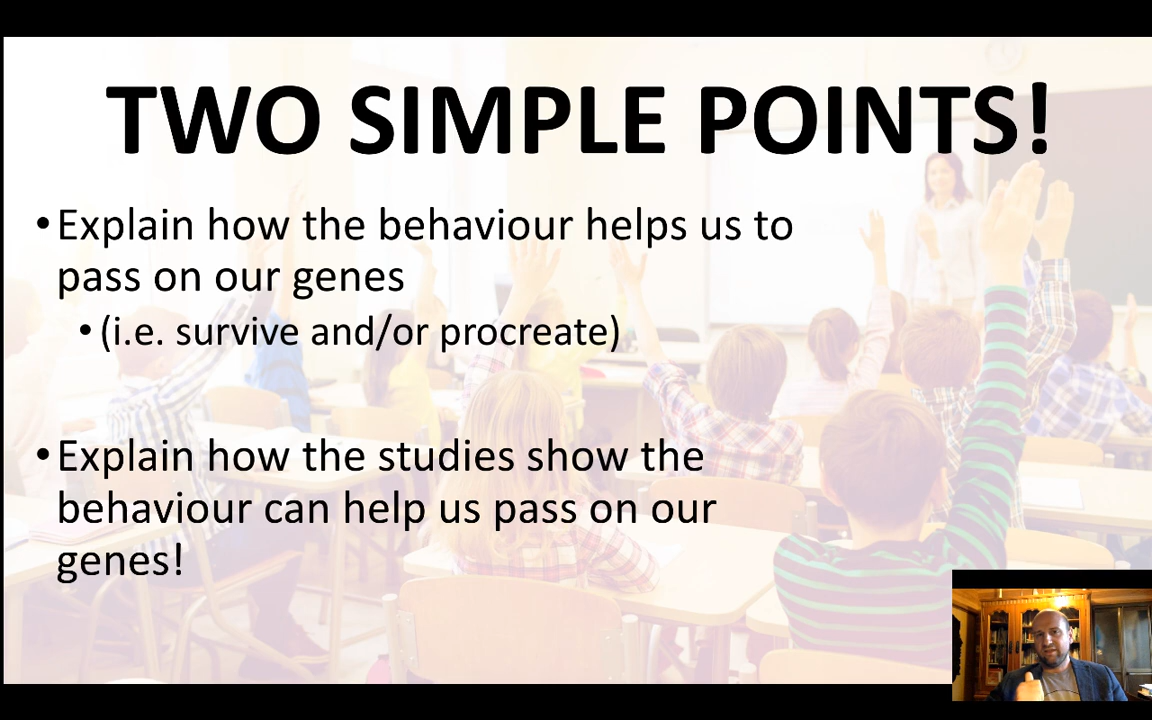 TWO SIMPLE POINTS!
•Explain how the behaviour helps us to
pass on our genes
•(i.e. survive and/or procreate)
•Explain how the studies show the
behaviour can help us pass on our
genes!